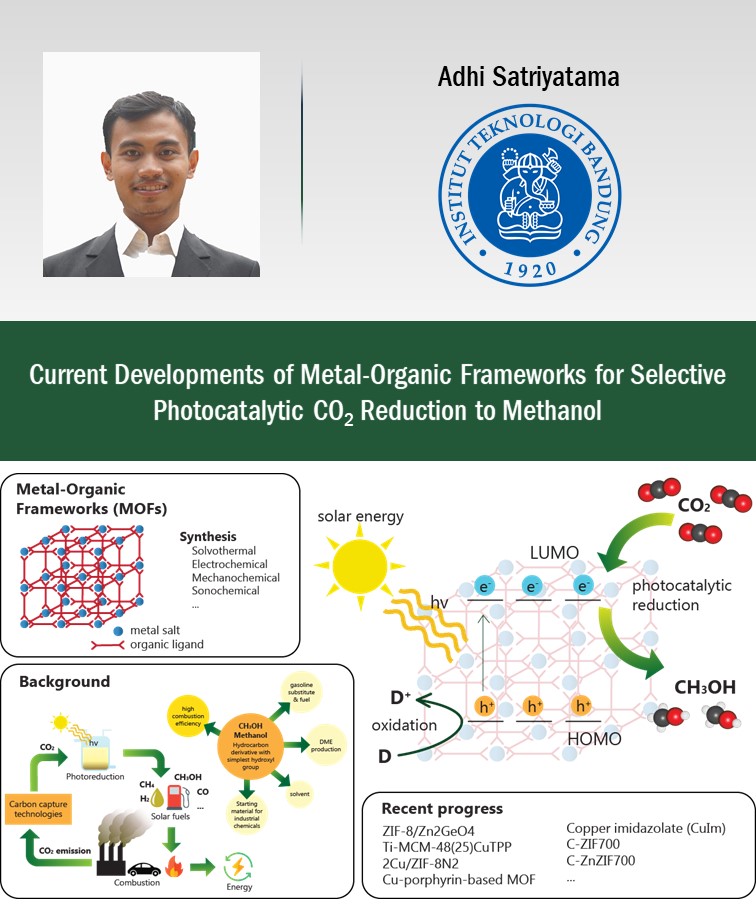 Adhi Satriyatama
INSTITUT TEKNOLOGI BANDUNG
1920
Current Developments of Metal-Organic Frameworks for Selective
Photocatalytic CO₂ Reduction to Methanol
Metal-Organic
Frameworks (MOFs)
Synthesis
Solvothermal
Electrochemical
Mechanochemical
Sonochemical
...
metal salt
organic ligand
Background
CO₂
hv
Photoreduction
Carbon capture
technologies
CO₂ emission
Combustion
Energy
CH₄
H₂
CH₃OH
CO
...
Solar fuels
high
combustion
efficiency
gasoline
substitute
& fuel
CH₃OH
Methanol
Hydrocarbon
derivative with
simplest hydroxyl
group
DME
production
solvent
Starting
material for
industrial
chemicals
solar energy
hv
LUMO
e⁻ e⁻ e⁻
CO₂
photocatalytic
reduction
CH₃OH
D⁺
oxidation
D
h⁺ h⁺ h⁺
HOMO
Recent progress
ZIF-8/Zn2GeO4
Ti-MCM-48(25)CuTPP
2Cu/ZIF-8N2
Cu-porphyrin-based MOF
Copper imidazolate (CuIm)
C-ZIF700
C-ZnZIF700
...